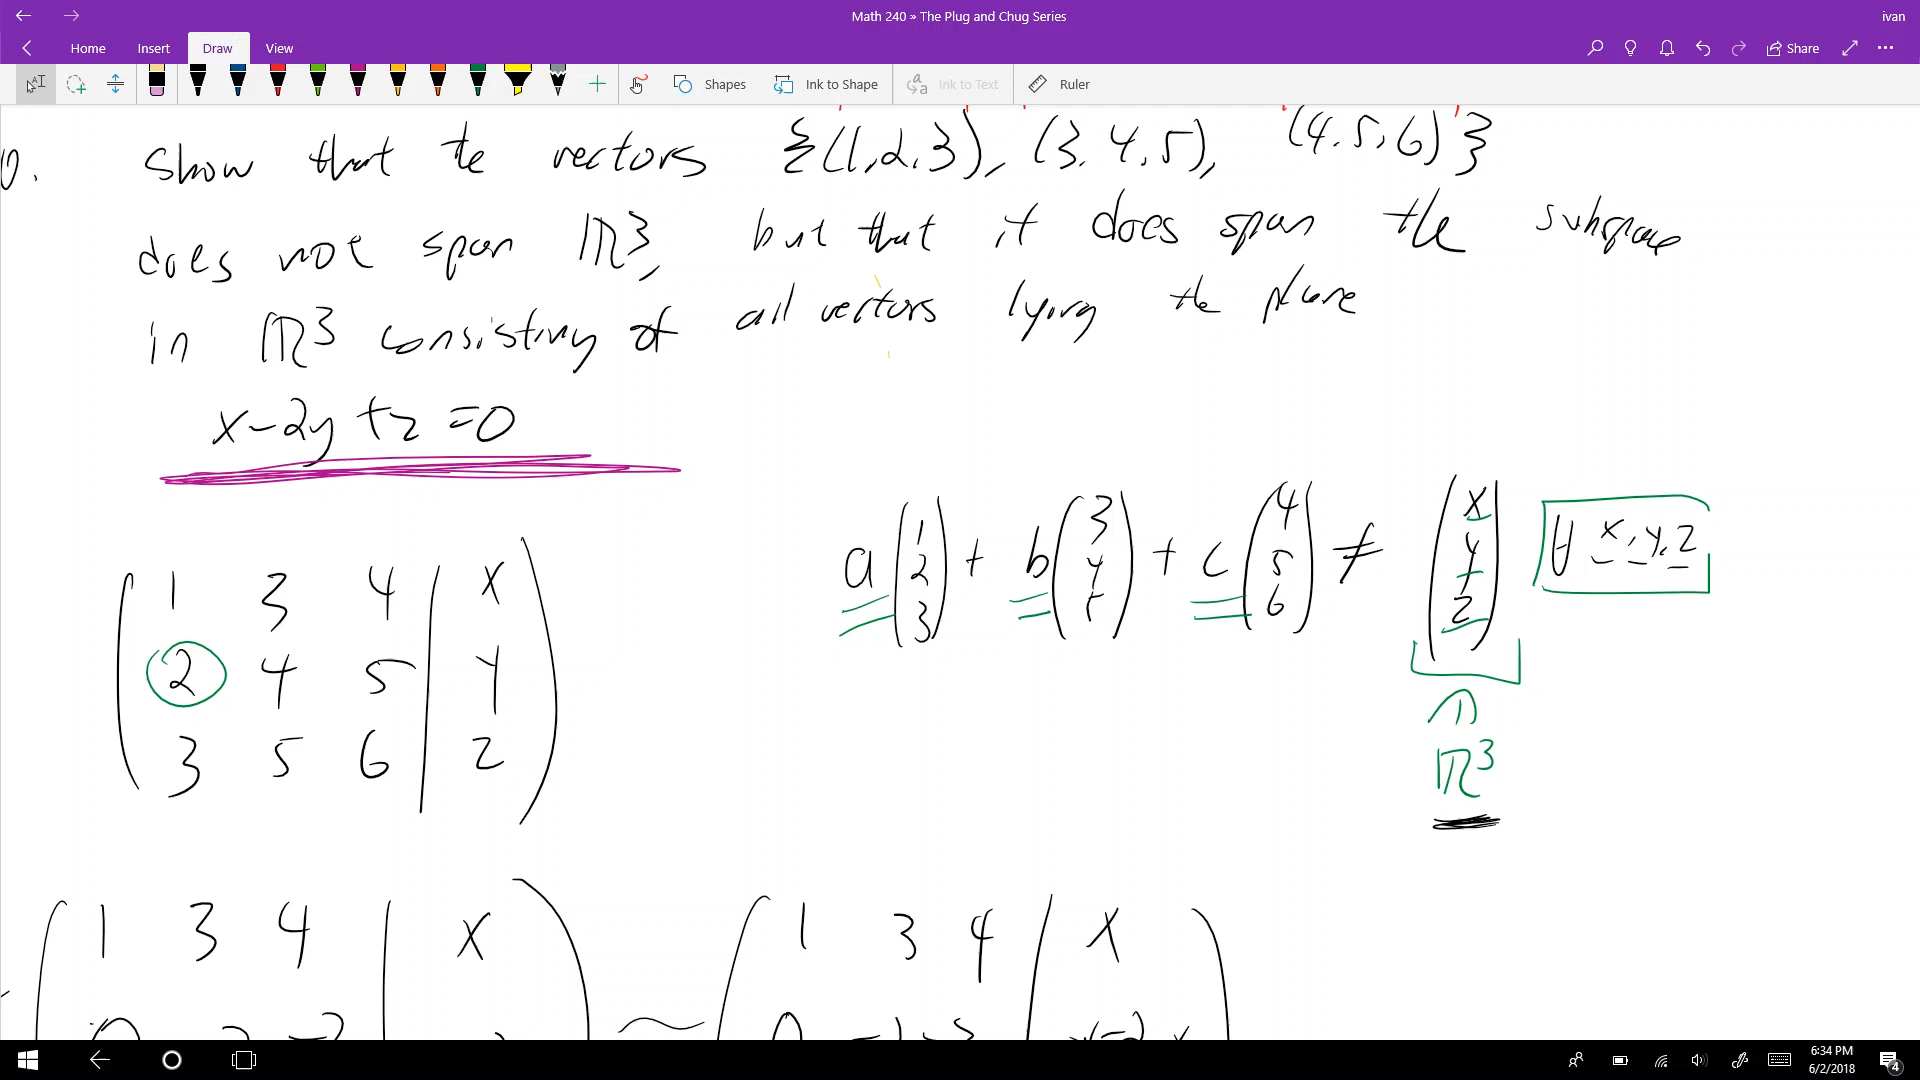 Math 240 » The Plug and Chug Series
ivan
Home Insert Draw View Share
Shapes Ink to Shape Ink to Text Ruler
0. Show that te vectors {(1,2,3), (3.4,5), (4.5,6)}
does not span ℝ³, but that it does span the subspace
in ℝ³ consisting of all vectors lying the plane
x-2y+z=0
a(1 2 3) + b(3 4 5) + c(4 5 6) ≠ (x y z) ∀ x,y,z
∩
ℝ³
1 3 4 | x
2 4 5 | y
3 5 6 | z
1 3 4 | x ~ 1 3 4 | x
6:34 PM
6/2/2018
4